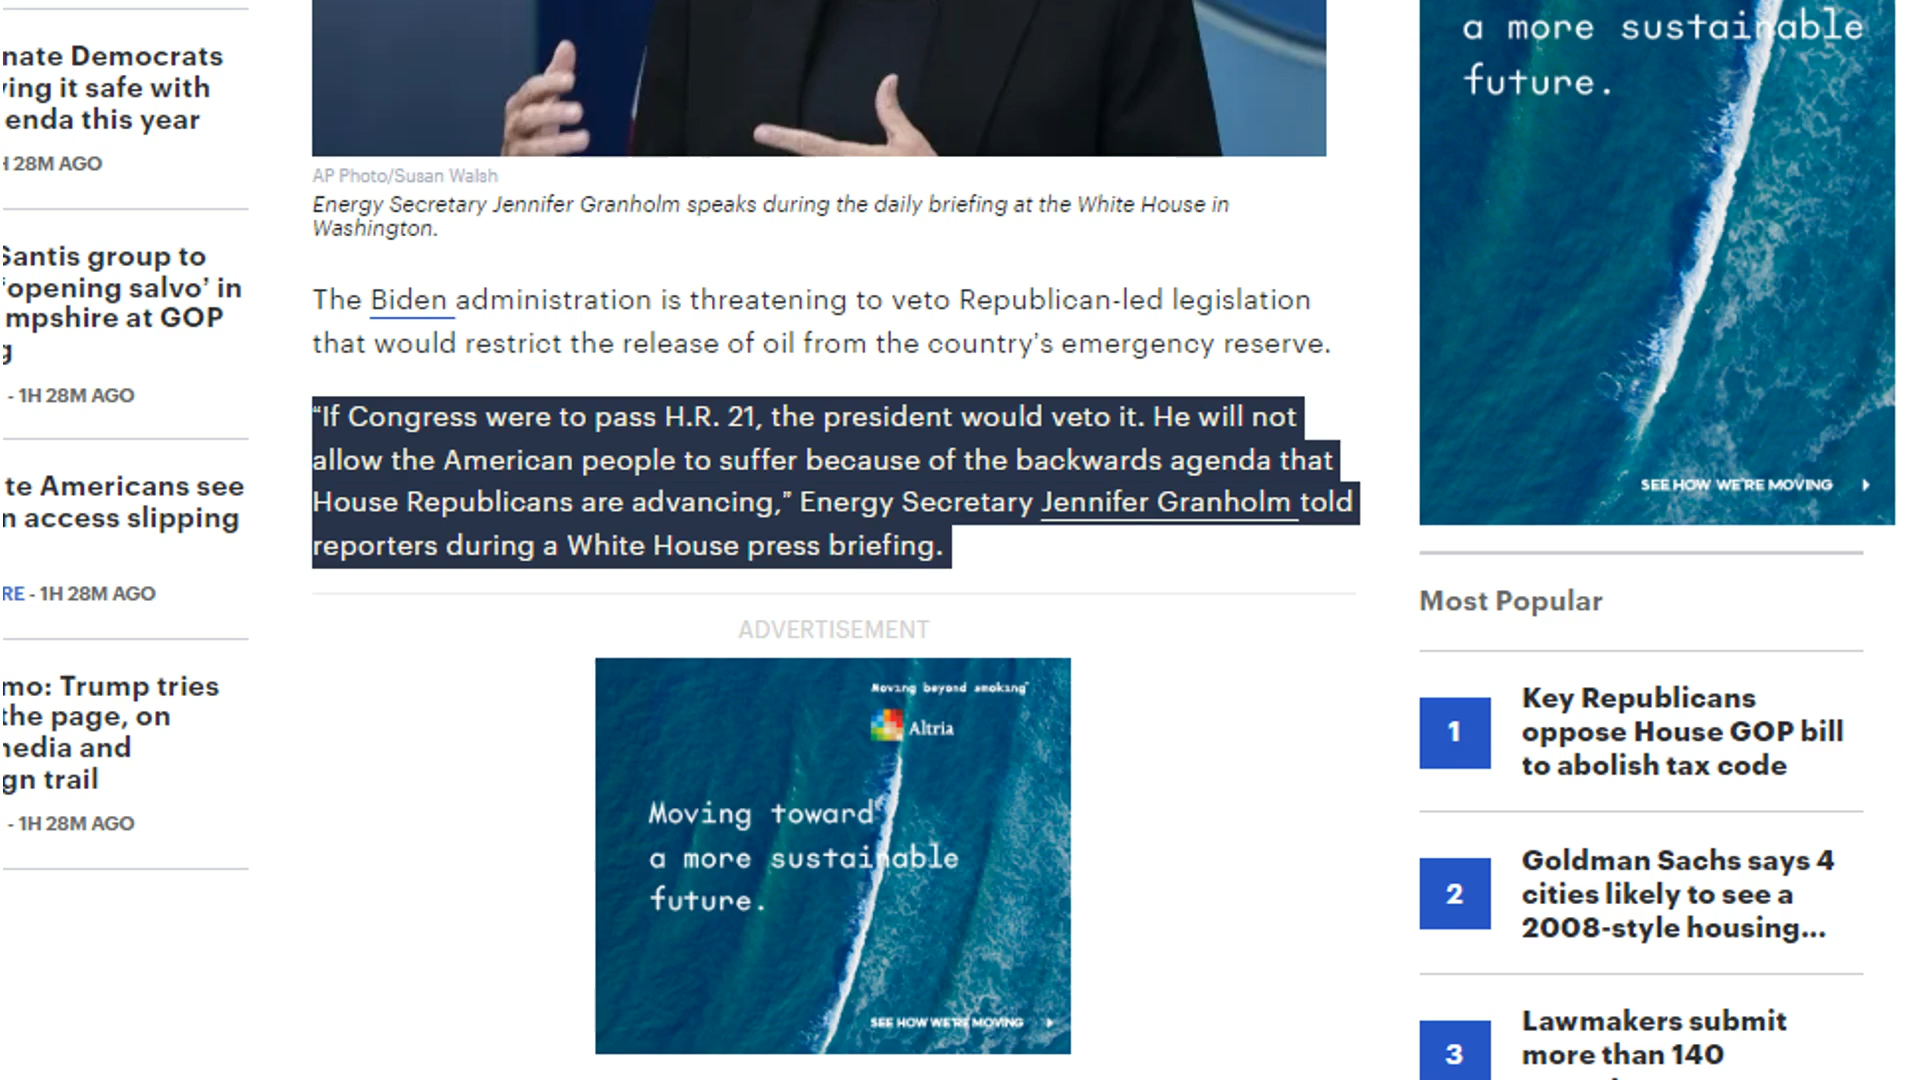 nate Democrats
ing it safe with
enda this year
28M AGO
Santis group to
‘opening salvo’ in
mpshire at GOP
g
- 1H 28M AGO
te Americans see
n access slipping
RE - 1H 28M AGO
mo: Trump tries
the page, on
media and
gn trail
- 1H 28M AGO
AP Photo/Susan Walsh
Energy Secretary Jennifer Granholm speaks during the daily briefing at the White House in
Washington.
The Biden administration is threatening to veto Republican-led legislation
that would restrict the release of oil from the country’s emergency reserve.
“If Congress were to pass H.R. 21, the president would veto it. He will not
allow the American people to suffer because of the backwards agenda that
House Republicans are advancing,” Energy Secretary Jennifer Granholm told
reporters during a White House press briefing.
ADVERTISEMENT
Moving beyond smoking™
Altria
Moving toward
a more sustainable
future.
SEE HOW WE'RE MOVING
a more sustainable
future.
SEE HOW WE'RE MOVING
Most Popular
1
Key Republicans
oppose House GOP bill
to abolish tax code
2
Goldman Sachs says 4
cities likely to see a
2008-style housing...
3
Lawmakers submit
more than 140